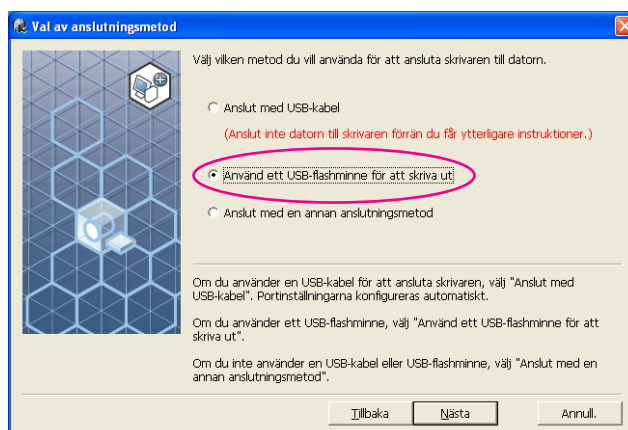 Val av anslutningsmetod
Välj vilken metod du vill använda för att ansluta skrivaren till datorn.
Anslut med USB-kabel
(Anslut inte datorn till skrivaren förrän du får ytterligare instruktioner.)
Använd ett USB-flashminne för att skriva ut
Anslut med en annan anslutningsmetod
Om du använder en USB-kabel för att ansluta skrivaren, välj "Anslut med
USB-kabel". Portinställningarna konfigureras automatiskt.
Om du använder ett USB-flashminne, välj "Använd ett USB-flashminne för att
skriva ut".
Om du inte använder en USB-kabel eller USB-flashminne, välj "Anslut med en
annan anslutningsmetod".
Tillbaka Nästa Annull.